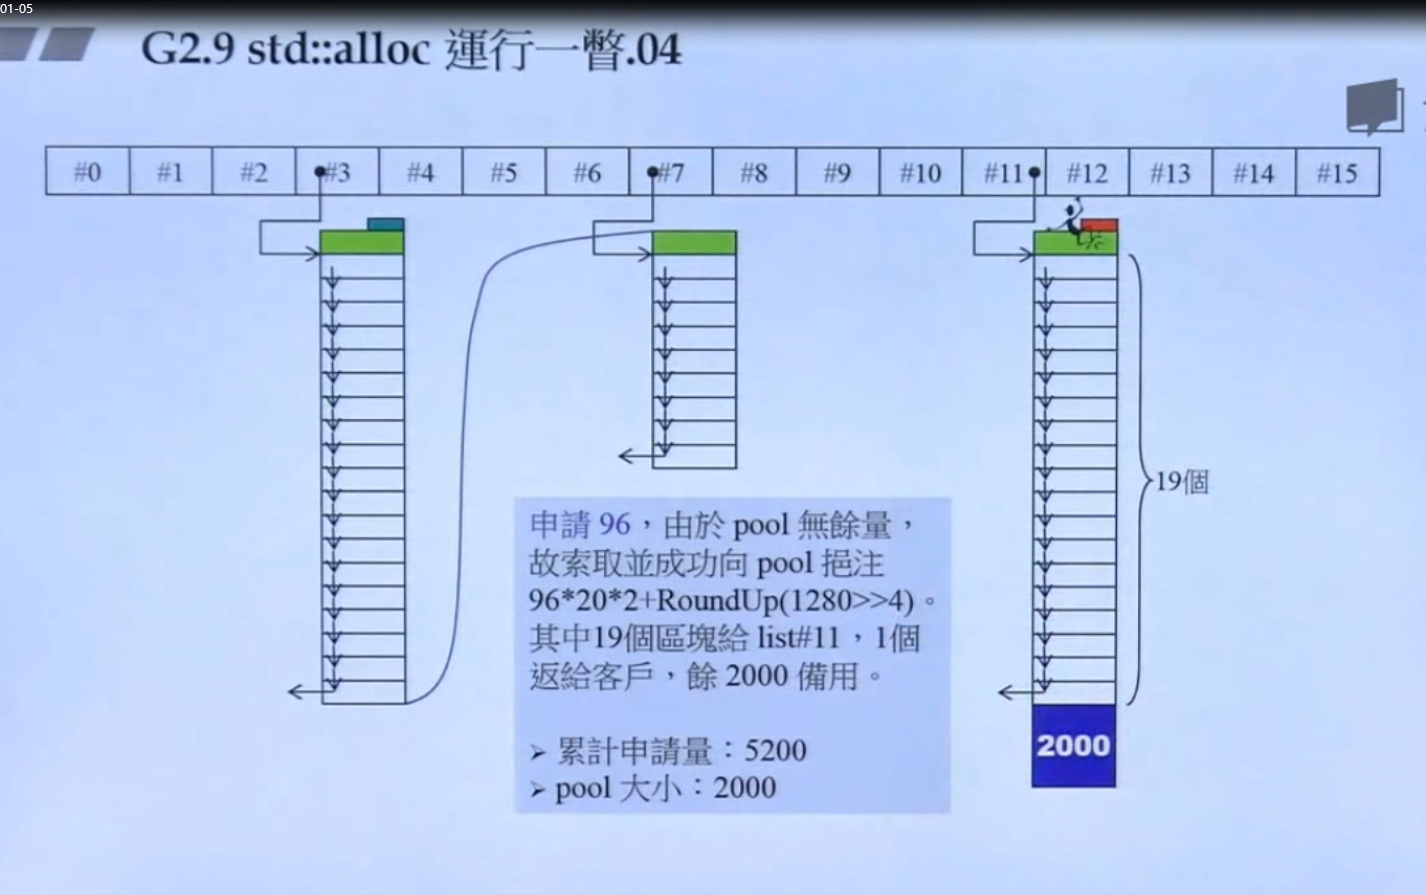 01-05
G2.9 std::alloc 運行一瞥.04
#0 #1 #2 #3 #4 #5 #6 #7 #8 #9 #10 #11 #12 #13 #14 #15
19個
申請 96，由於 pool 無餘量，
故索取並成功向 pool 挹注
96*20*2+RoundUp(1280>>4)。
其中19個區塊給 list#11，1個
返給客戶，餘 2000 備用。
➢ 累計申請量：5200
➢ pool 大小：2000
2000